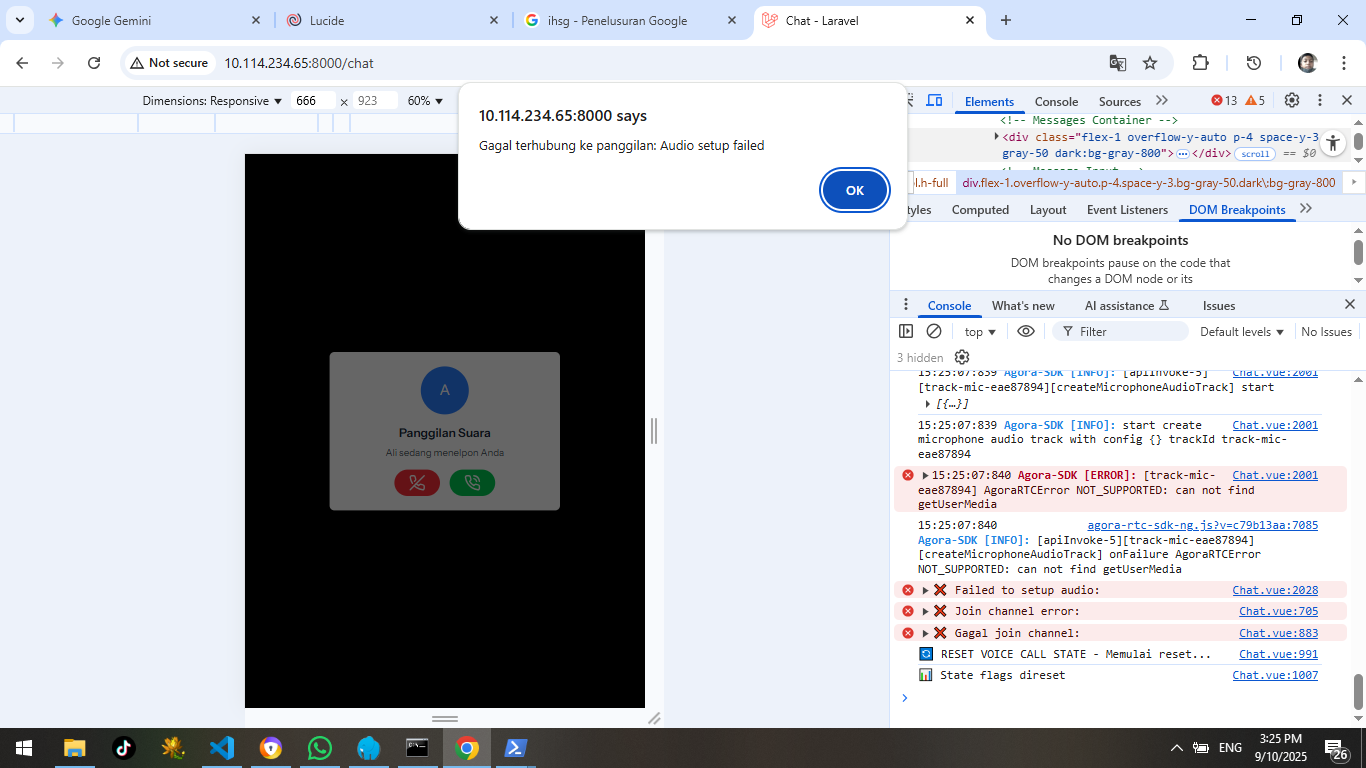 Google Gemini
Lucide
ihsg - Penelusuran Google
Chat - Laravel
Not secure
10.114.234.65:8000/chat
Dimensions: Responsive
666
×
923
60%
10.114.234.65:8000 says
Gagal terhubung ke panggilan: Audio setup failed
OK
Elements
Console
Sources
13
5
<!-- Messages Container -->
<div class="flex-1 overflow-y-auto p-4 space-y-3
gray-50 dark:bg-gray-800"> … </div> scroll == $0
ol.h-full
div.flex-1.overflow-y-auto.p-4.space-y-3.bg-gray-50.dark\:bg-gray-800
tyles
Computed
Layout
Event Listeners
DOM Breakpoints
No DOM breakpoints
DOM breakpoints pause on the code that
changes a DOM node or its
Console
What's new
AI assistance
Issues
top
Filter
Default levels
No Issues
3 hidden
15:25:07:839 Agora-SDK [INFO]: [apiInvoke-5] Chat.vue:2001
[track-mic-eae87894][createMicrophoneAudioTrack] start
[{…}]
15:25:07:839 Agora-SDK [INFO]: start create Chat.vue:2001
microphone audio track with config {} trackId track-mic-
eae87894
15:25:07:840 Agora-SDK [ERROR]: [track-mic- Chat.vue:2001
eae87894] AgoraRTCError NOT_SUPPORTED: can not find
getUserMedia
15:25:07:840 agora-rtc-sdk-ng.js?v=c79b13aa:7085
Agora-SDK [INFO]: [apiInvoke-5][track-mic-eae87894]
[createMicrophoneAudioTrack] onFailure AgoraRTCError
NOT_SUPPORTED: can not find getUserMedia
Failed to setup audio: Chat.vue:2028
Join channel error: Chat.vue:705
Gagal join channel: Chat.vue:883
RESET VOICE CALL STATE - Memulai reset... Chat.vue:991
State flags direset Chat.vue:1007
A
Panggilan Suara
Ali sedang menelpon Anda
ENG
3:25 PM
9/10/2025
26